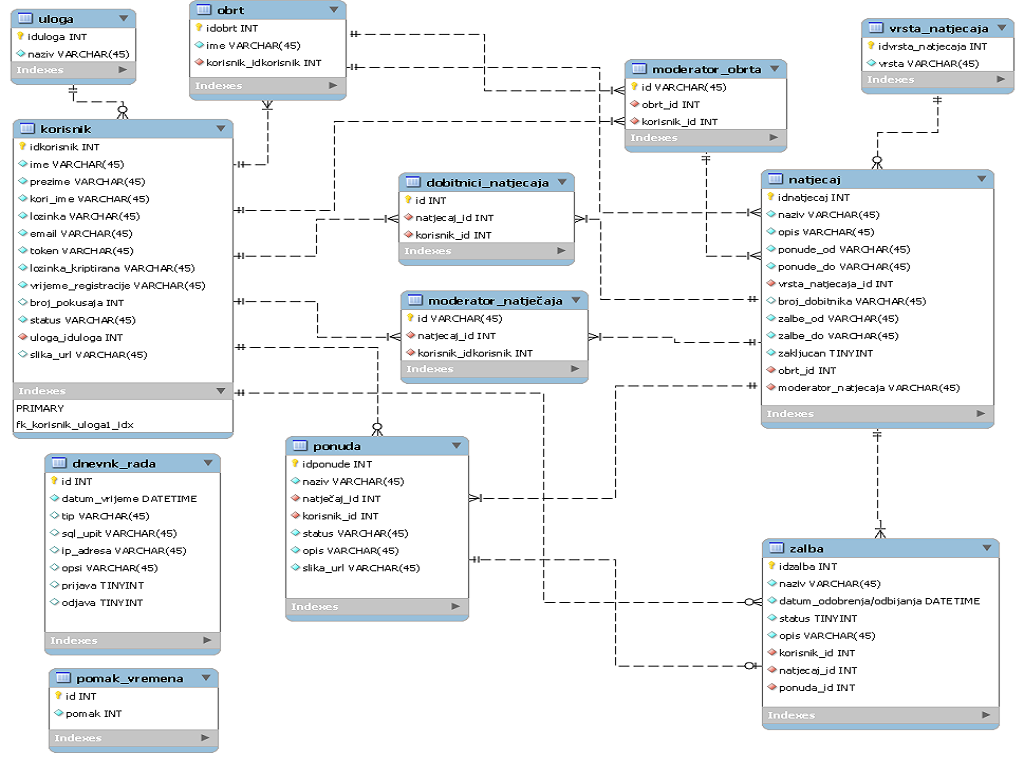 uloga
iduloga INT
naziv VARCHAR(45)
Indexes
obrt
idobrt INT
ime VARCHAR(45)
korisnik_idkorisnik INT
Indexes
moderator_obrta
id VARCHAR(45)
obrt_id INT
korisnik_id INT
Indexes
vrsta_natjecaja
idvrsta_natjecaja INT
vrsta VARCHAR(45)
Indexes
korisnik
idkorisnik INT
ime VARCHAR(45)
prezime VARCHAR(45)
kori_ime VARCHAR(45)
lozinka VARCHAR(45)
email VARCHAR(45)
token VARCHAR(45)
lozinka_kriptirana VARCHAR(45)
vrijeme_registracije VARCHAR(45)
broj_pokusaja INT
status VARCHAR(45)
uloga_iduloga INT
slika_url VARCHAR(45)
Indexes
PRIMARY
fk_korisnik_uloga1_idx
dobitnici_natjecaja
id INT
natjecaj_id INT
korisnik_id INT
Indexes
moderator_natječaja
id VARCHAR(45)
natjecaj_id INT
korisnik_idkorisnik INT
Indexes
natjecaj
idnatjecaj INT
naziv VARCHAR(45)
opis VARCHAR(45)
ponude_od VARCHAR(45)
ponude_do VARCHAR(45)
vrsta_natjecaja_id INT
broj_dobitnika VARCHAR(45)
zalbe_od VARCHAR(45)
zalbe_do VARCHAR(45)
zakljucan TINYINT
obrt_id INT
moderator_natjecaja VARCHAR(45)
Indexes
ponuda
idponude INT
naziv VARCHAR(45)
natječaj_id INT
korisnik_id INT
status VARCHAR(45)
opis VARCHAR(45)
slika_url VARCHAR(45)
Indexes
dnevnk_rada
id INT
datum_vrijeme DATETIME
tip VARCHAR(45)
sql_upit VARCHAR(45)
ip_adresa VARCHAR(45)
opsi VARCHAR(45)
prijava TINYINT
odjava TINYINT
Indexes
zalba
idzalba INT
naziv VARCHAR(45)
datum_odobrenja/odbijanja DATETIME
status TINYINT
opis VARCHAR(45)
korisnik_id INT
natjecaj_id INT
ponuda_id INT
Indexes
pomak_vremena
id INT
pomak INT
Indexes